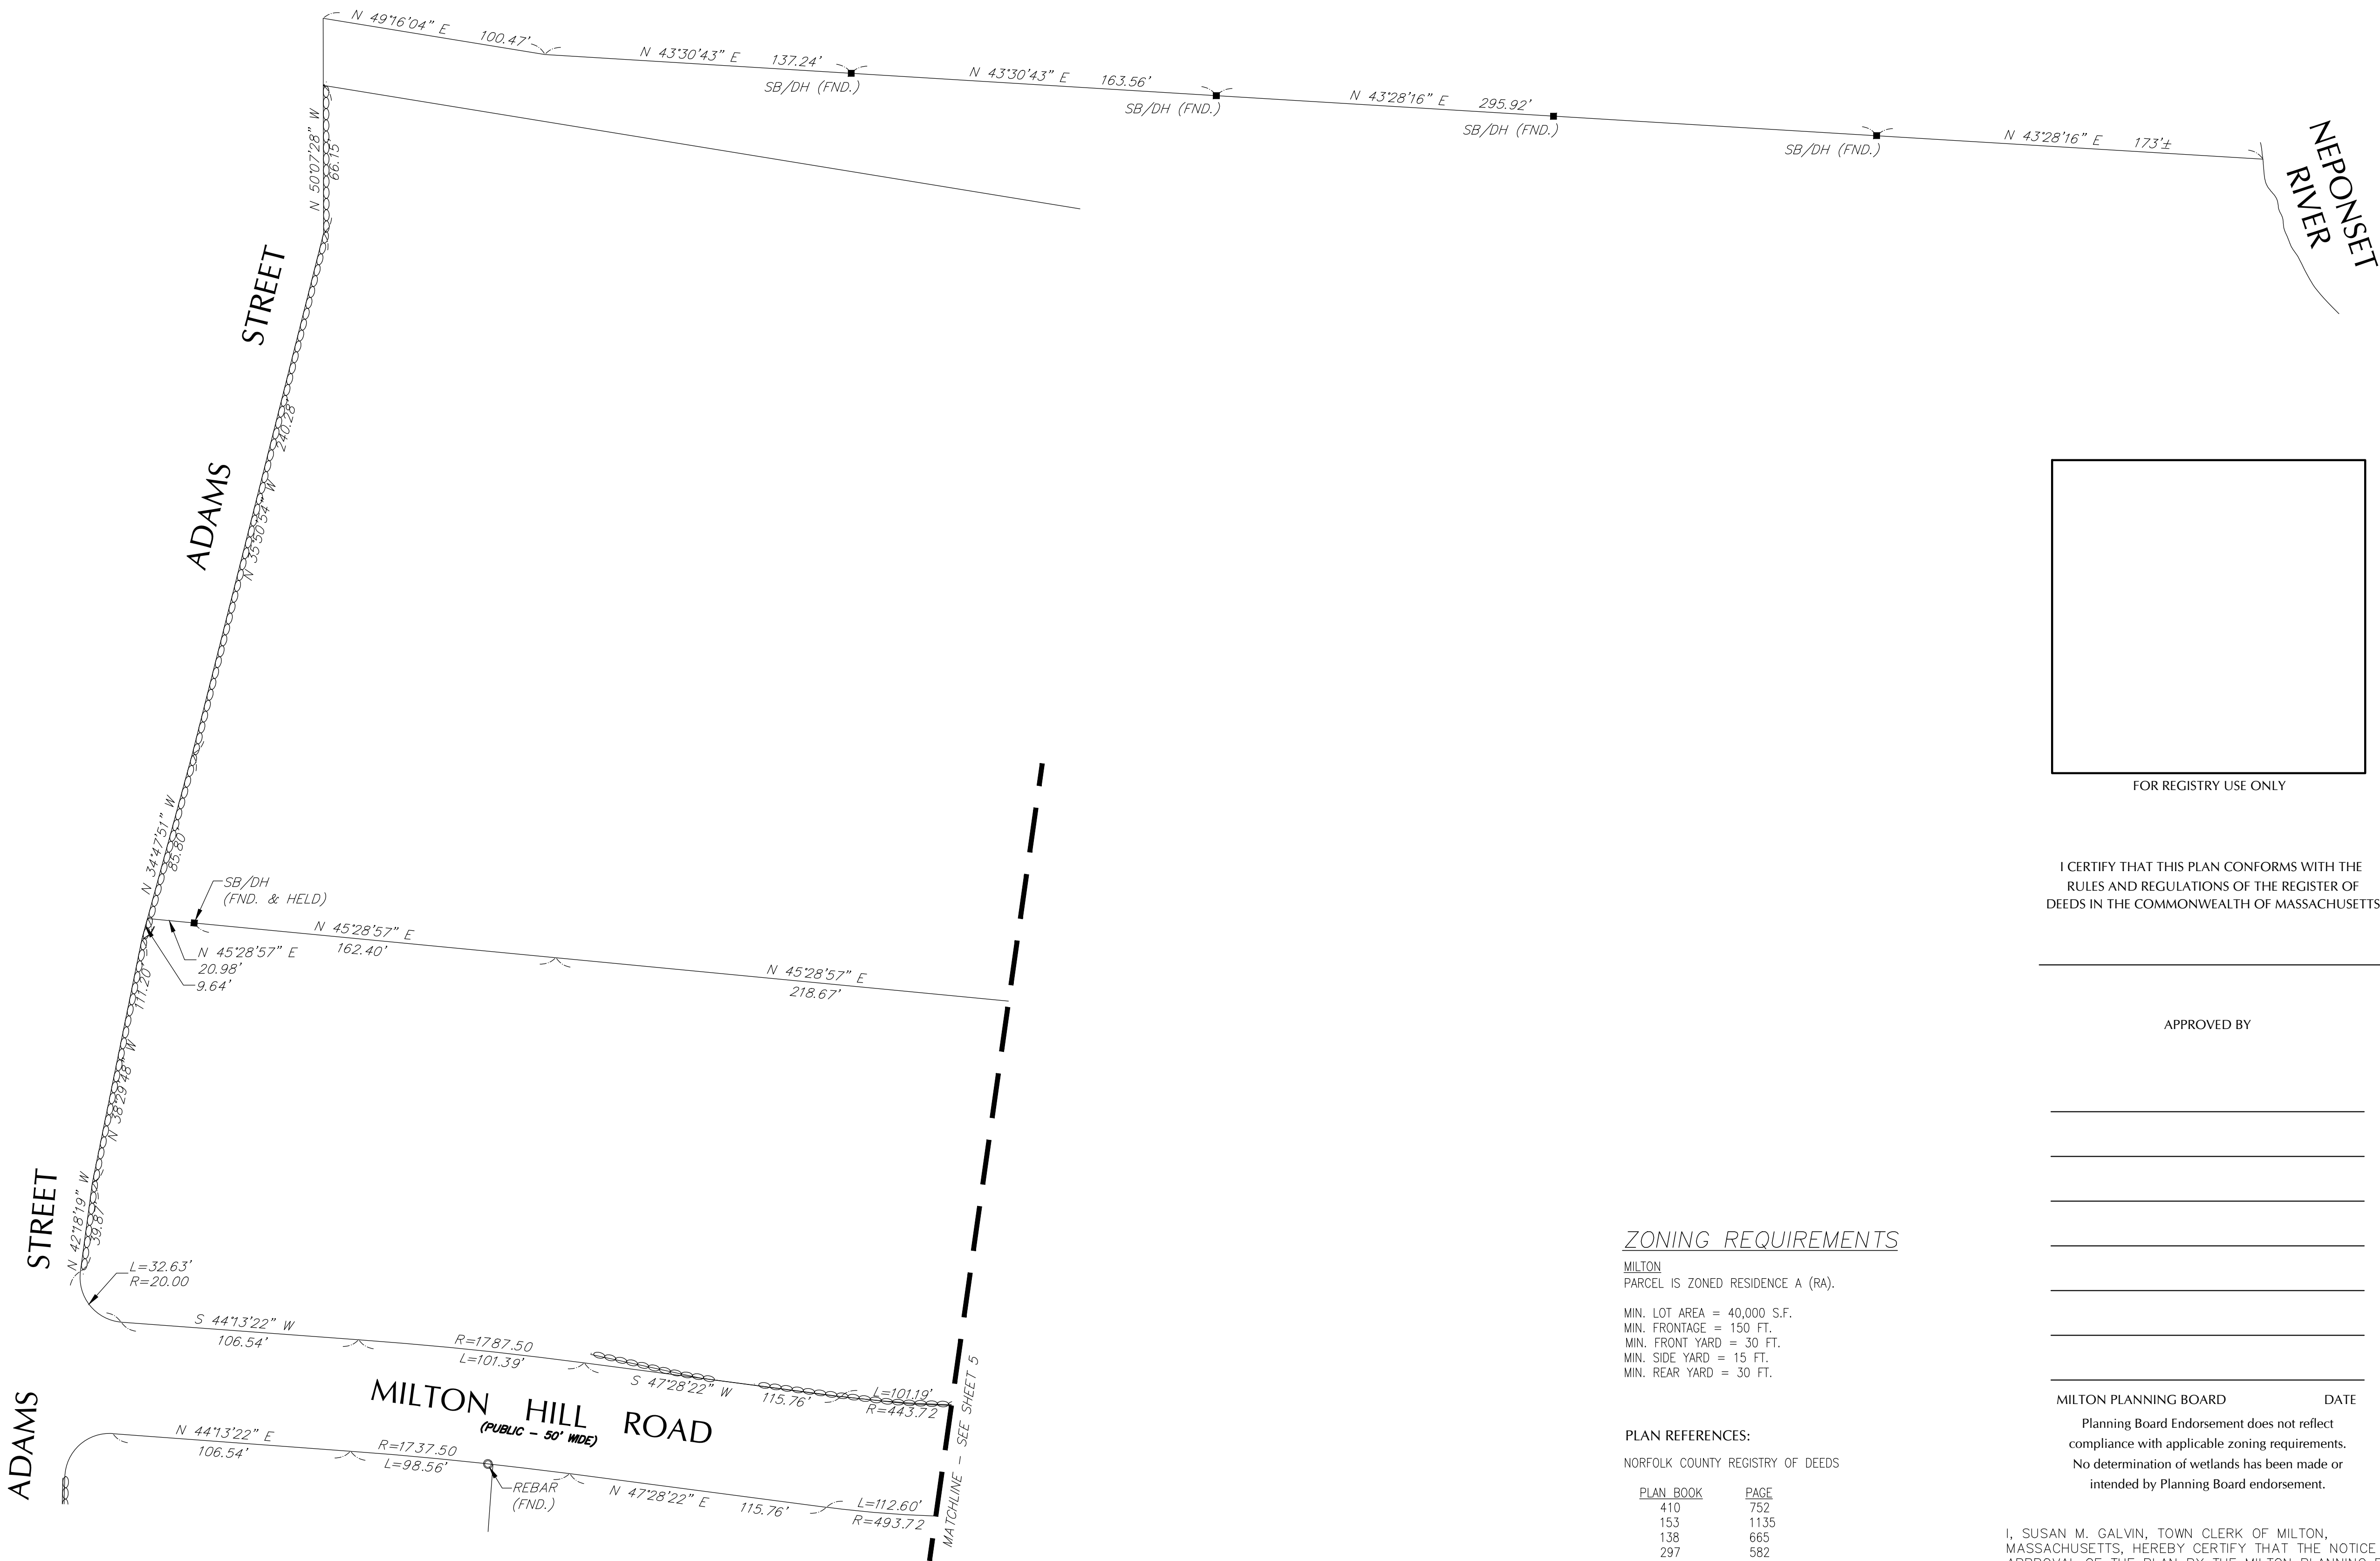 N 49°16'04" E 100.47'
N 43°30'43" E 137.24'
SB/DH (FND.)
N 43°30'43" E 163.56'
SB/DH (FND.)
N 43°28'16" E 295.92'
SB/DH (FND.)
SB/DH (FND.)
N 43°28'16" E 173'±
NEPONSET
RIVER
N 50°07'28" W
66.15'
STREET
ADAMS
240.28'
N 35°50'54" W
N 34°47'51" W
85.80'
SB/DH
(FND. & HELD)
N 45°28'57" E
162.40'
N 45°28'57" E
20.98'
9.64'
N 45°28'57" E
218.67'
111.20'
N 38°29'48" W
STREET
N 42°18'19" W
39.87'
L=32.63'
R=20.00
S 44°13'22" W
106.54'
R=1787.50
L=101.39'
S 47°28'22" W 115.76'
L=101.19'
R=443.72
MILTON HILL ROAD
(PUBLIC – 50' WIDE)
ADAMS
N 44°13'22" E
106.54'
R=1737.50
L=98.56'
REBAR
(FND.)
N 47°28'22" E 115.76'
L=112.60'
R=493.72
MATCHLINE – SEE SHEET 5
ZONING REQUIREMENTS
MILTON
PARCEL IS ZONED RESIDENCE A (RA).
MIN. LOT AREA = 40,000 S.F.
MIN. FRONTAGE = 150 FT.
MIN. FRONT YARD = 30 FT.
MIN. SIDE YARD = 15 FT.
MIN. REAR YARD = 30 FT.
PLAN REFERENCES:
NORFOLK COUNTY REGISTRY OF DEEDS
PLAN BOOK PAGE
410 752
153 1135
138 665
297 582
FOR REGISTRY USE ONLY
I CERTIFY THAT THIS PLAN CONFORMS WITH THE
RULES AND REGULATIONS OF THE REGISTER OF
DEEDS IN THE COMMONWEALTH OF MASSACHUSETTS
APPROVED BY
MILTON PLANNING BOARD DATE
Planning Board Endorsement does not reflect
compliance with applicable zoning requirements.
No determination of wetlands has been made or
intended by Planning Board endorsement.
I, SUSAN M. GALVIN, TOWN CLERK OF MILTON,
MASSACHUSETTS, HEREBY CERTIFY THAT THE NOTICE
APPROVAL OF THE PLAN BY THE MILTON PLANNING